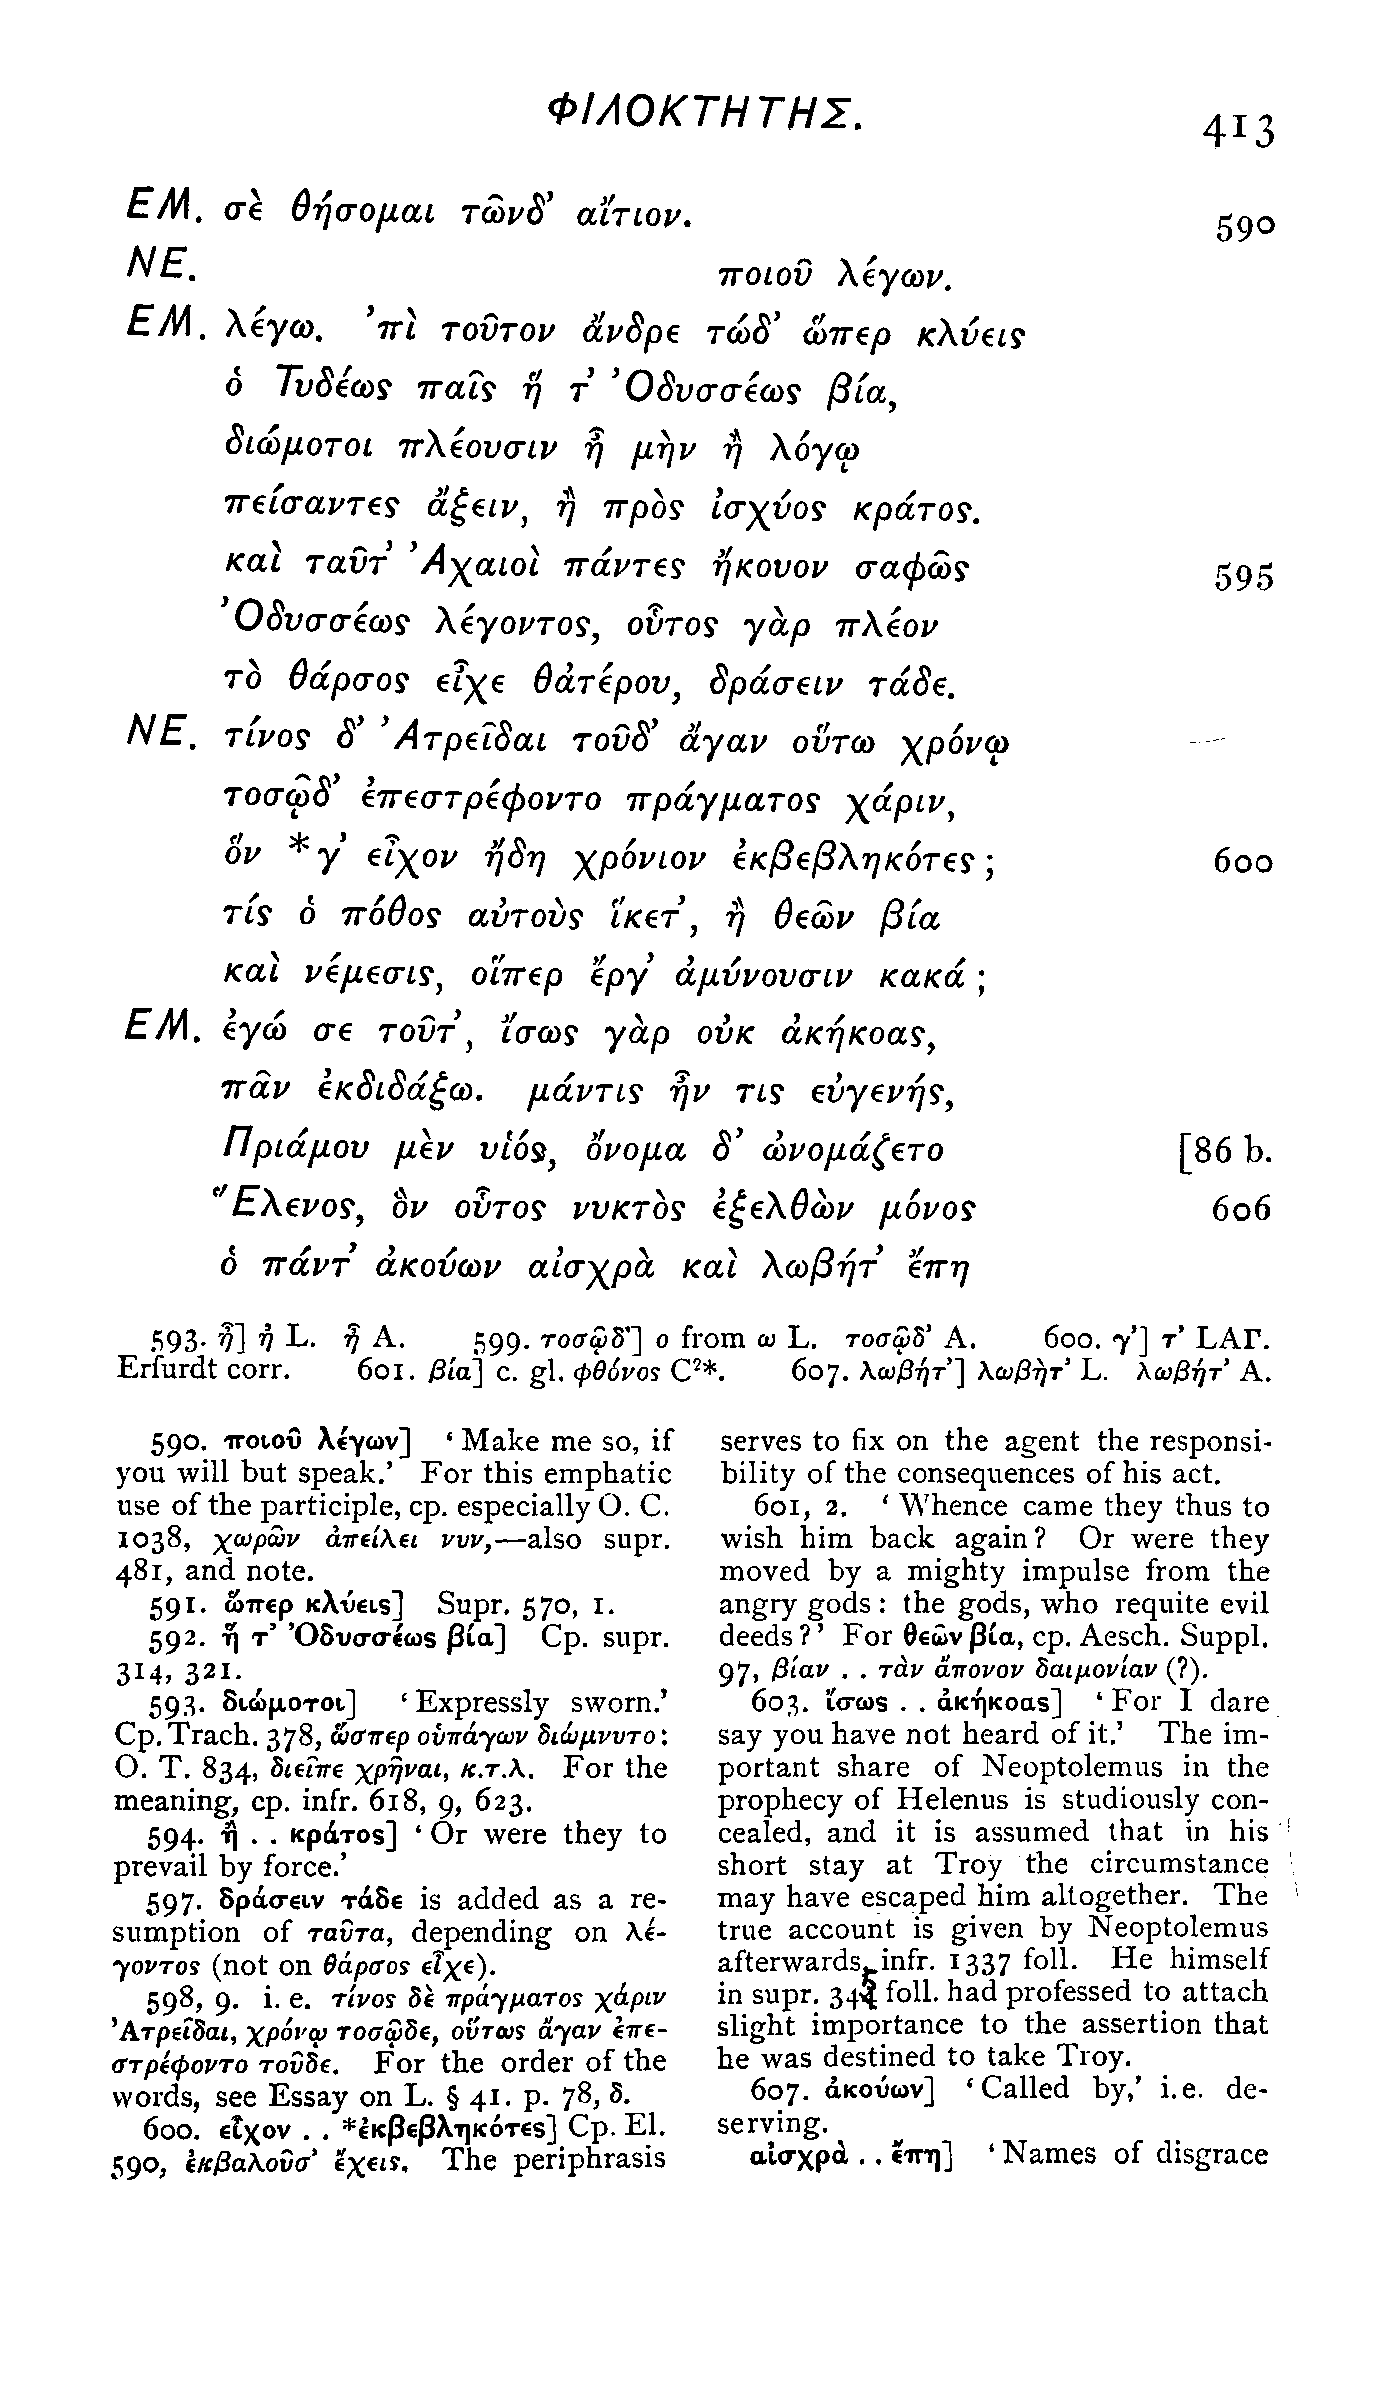 ΦΙΛΟΚΤΗΤΗΣ.
413
ΕΜ. σὲ θήσομαι τῶνδ’ αἴτιον.
590
ΝΕ. ποιοῦ λέγων.
ΕΜ. λέγω. ’πὶ τοῦτον ἄνδρε τώδ’ ὥπερ κλύεις
ὁ Τυδέως παῖς ἥ τ’ Ὀδυσσέως βία,
διώμοτοι πλέουσιν ἦ μὴν ἢ λόγῳ
πείσαντες ἄξειν, ἢ πρὸς ἰσχύος κράτος.
καὶ ταῦτ’ Ἀχαιοὶ πάντες ἤκουον σαφῶς 595
Ὀδυσσέως λέγοντος, οὗτος γὰρ πλέον
τὸ θάρσος εἶχε θἀτέρου, δράσειν τάδε.
ΝΕ. τίνος δ’ Ἀτρεῖδαι τοῦδ’ ἄγαν οὕτω χρόνῳ
τοσῷδ’ ἐπεστρέφοντο πράγματος χάριν,
ὅν *γ’ εἶχον ἤδη χρόνιον ἐκβεβληκότες; 600
τίς ὁ πόθος αὐτοὺς ἵκετ’, ἢ θεῶν βία
καὶ νέμεσις, οἵπερ ἔργ’ ἀμύνουσιν κακά;
ΕΜ. ἐγώ σε τοῦτ’, ἴσως γὰρ οὐκ ἀκήκοας,
πᾶν ἐκδιδάξω. μάντις ἦν τις εὐγενής,
Πριάμου μὲν υἱός, ὄνομα δ’ ὠνομάζετο [86 b.
Ἕλενος, ὃν οὗτος νυκτὸς ἐξελθὼν μόνος 606
ὁ πάντ’ ἀκούων αἰσχρὰ καὶ λωβήτ’ ἔπη
593. ἦ] ἠ L. ἦ A. 599. τοσῷδ’] ο from ω L. τοσῷδ’ A. 600. γ’] τ’ LAΓ.
Erfurdt corr. 601. βία] c. gl. φθόνος C²*. 607. λωβήτ’] λωβὴτ’ L. λωβήτ’ A.
590. ποιοῦ λέγων] ‘Make me so, if
you will but speak.’ For this emphatic
use of the participle, cp. especially O. C.
1038, χωρῶν ἀπείλει νυν,—also supr.
481, and note.
591. ὥπερ κλύεις] Supr. 570, 1.
592. ἥ τ’ Ὀδυσσέως βία] Cp. supr.
314, 321.
593. διώμοτοι] ‘Expressly sworn.’
Cp. Trach. 378, ὥσπερ οὑπάγων διώμνυτο:
O. T. 834, διεῖπε χρῆναι, κ.τ.λ. For the
meaning, cp. infr. 618, 9, 623.
594. ἢ . . κράτος] ‘Or were they to
prevail by force.’
597. δράσειν τάδε is added as a re-
sumption of ταῦτα, depending on λέ-
γοντος (not on θάρσος εἶχε).
598, 9. i. e. τίνος δὲ πράγματος χάριν
Ἀτρεῖδαι, χρόνῳ τοσῷδε, οὕτως ἄγαν ἐπε-
στρέφοντο τοῦδε. For the order of the
words, see Essay on L. § 41. p. 78, δ.
600. εἶχον . . *ἐκβεβληκότες] Cp. El.
590, ἐκβαλοῦσ’ ἔχεις. The periphrasis
serves to fix on the agent the responsi-
bility of the consequences of his act.
601, 2. ‘Whence came they thus to
wish him back again? Or were they
moved by a mighty impulse from the
angry gods: the gods, who requite evil
deeds?’ For θεῶν βία, cp. Aesch. Suppl.
97, βίαν . . τὰν ἄπονον δαιμονίαν (?).
603. ἴσως . . ἀκήκοας] ‘For I dare
say you have not heard of it.’ The im-
portant share of Neoptolemus in the
prophecy of Helenus is studiously con-
cealed, and it is assumed that in his
short stay at Troy the circumstance
may have escaped him altogether. The
true account is given by Neoptolemus
afterwards, infr. 1337 foll. He himself
in supr. foll. had professed to attach
slight importance to the assertion that
he was destined to take Troy.
607. ἀκούων] ‘Called by,’ i.e. de-
serving.
αἰσχρὰ . . ἔπη] ‘Names of disgrace